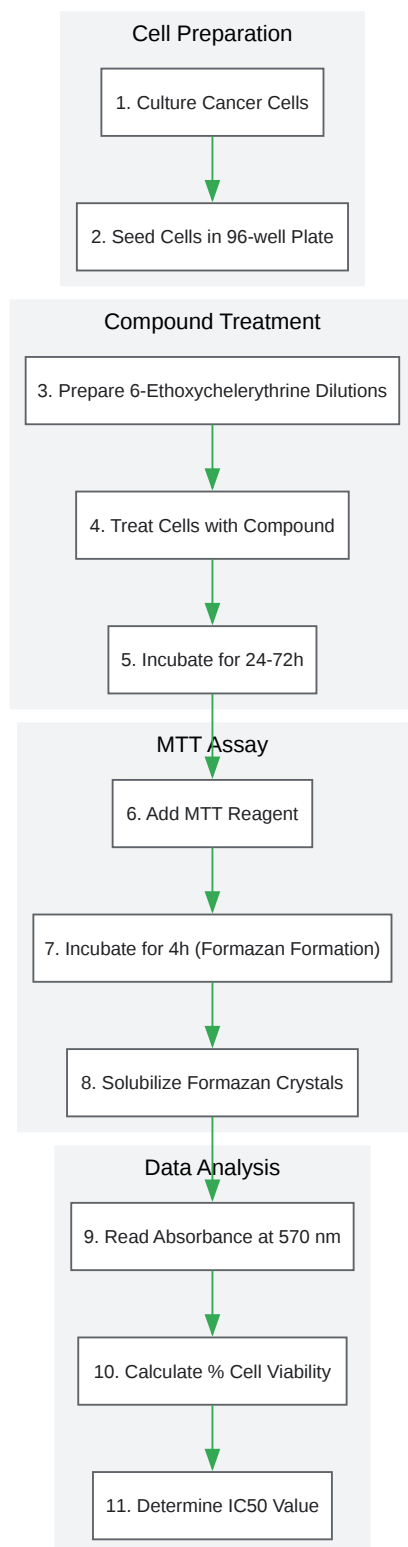 Cell Preparation
1. Culture Cancer Cells
2. Seed Cells in 96-well Plate
Compound Treatment
3. Prepare 6-Ethoxychelerythrine Dilutions
4. Treat Cells with Compound
5. Incubate for 24-72h
MTT Assay
6. Add MTT Reagent
7. Incubate for 4h (Formazan Formation)
8. Solubilize Formazan Crystals
Data Analysis
9. Read Absorbance at 570 nm
10. Calculate % Cell Viability
11. Determine IC50 Value